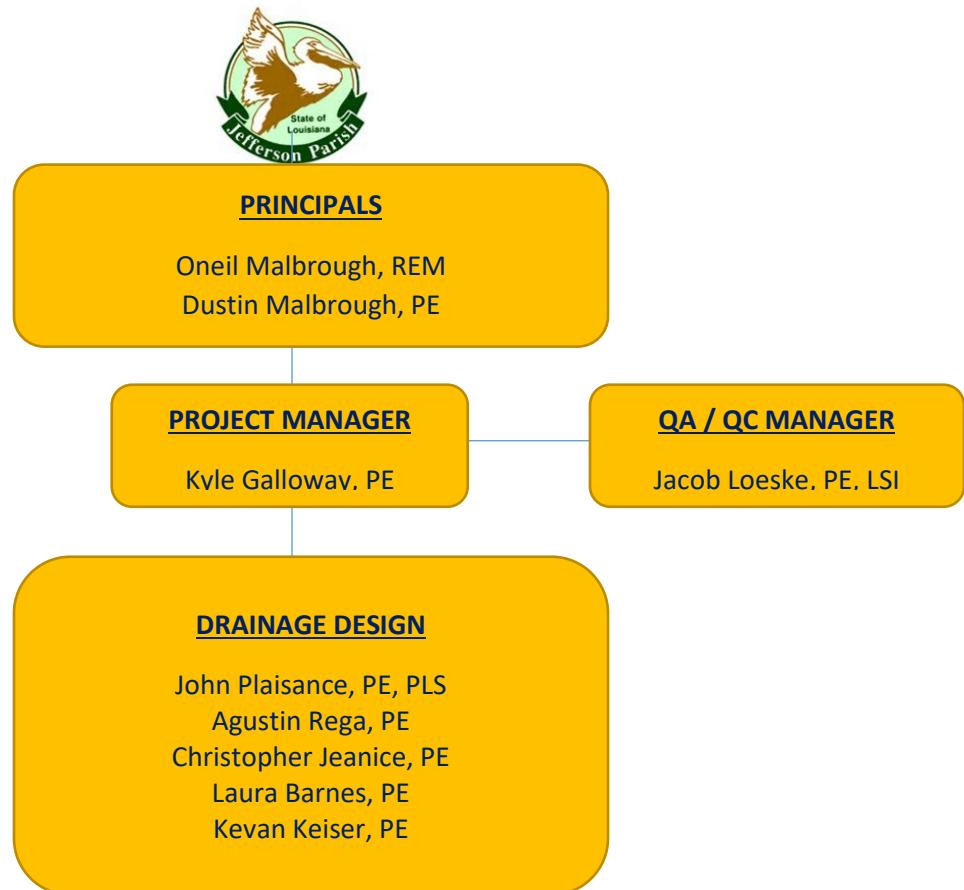 State of
Louisiana
Jefferson Parish
PRINCIPALS
Oneil Malbrough, REM
Dustin Malbrough, PE
PROJECT MANAGER
Kyle Galloway, PE
QA / QC MANAGER
Jacob Loeske, PE, LSI
DRAINAGE DESIGN
John Plaisance, PE, PLS
Agustin Rega, PE
Christopher Jeanice, PE
Laura Barnes, PE
Kevan Keiser, PE